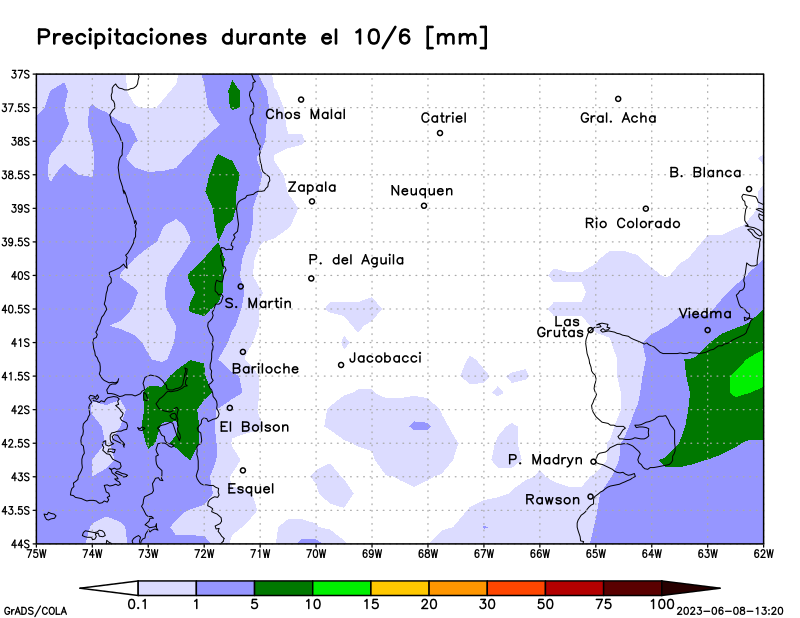 Precipitaciones durante el 10/6 [mm]
37S
37.5S
38S
38.5S
39S
39.5S
40S
40.5S
41S
41.5S
42S
42.5S
43S
43.5S
44S
Chos Malal
Catriel
Gral. Acha
B. Blanca
Zapala
Neuquen
Rio Colorado
P. del Aguila
S. Martin
Viedma
Las
Grutas
Jacobacci
Bariloche
El Bolson
P. Madryn
Esquel
Rawson
75W 74W 73W 72W 71W 70W 69W 68W 67W 66W 65W 64W 63W 62W
0.1 1 5 10 15 20 30 50 75 100
GrADS/COLA
2023-06-08-13:20